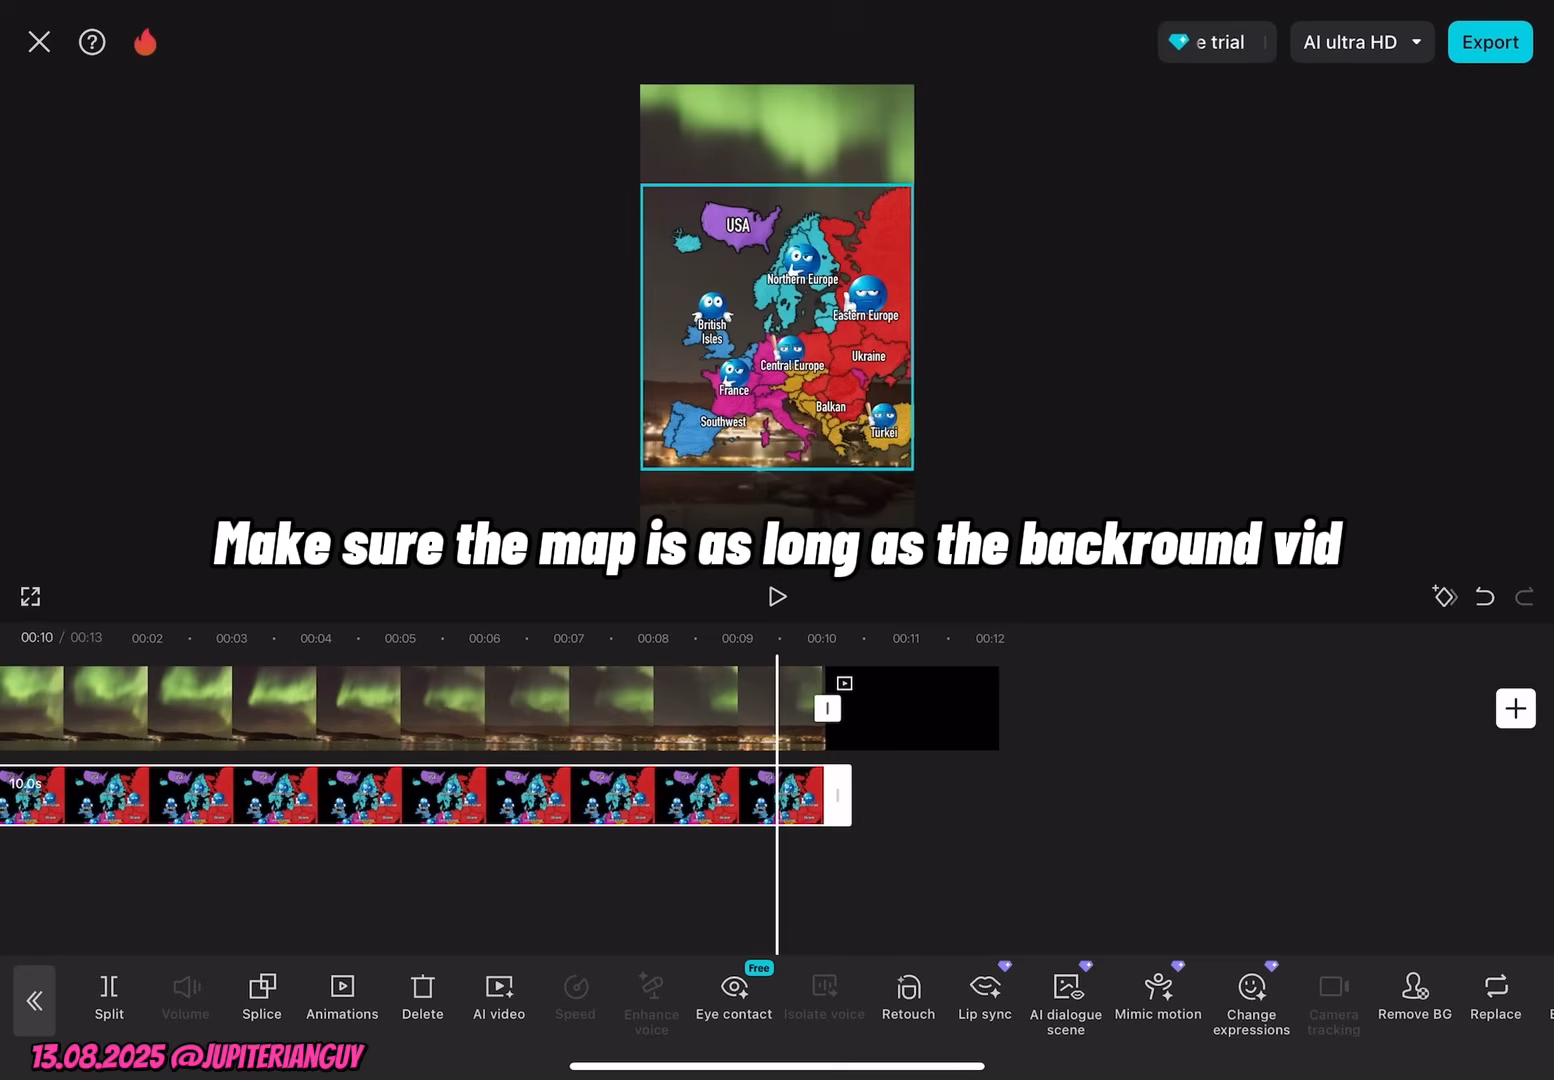 e trial
AI ultra HD
Export
USA
Northern Europe
Eastern Europe
British
Isles
Ukraine
Central Europe
France
Balkan
Southwest
Türkei
Make sure the map is as long as the backround vid
00:10 / 00:13
00:02
00:03
00:04
00:05
00:06
00:07
00:08
00:09
00:10
00:11
00:12
10.0s
Free
Split
Volume
Splice
Animations
Delete
AI video
Speed
Enhance
voice
Eye contact
Isolate voice
Retouch
Lip sync
AI dialogue
scene
Mimic motion
Change
expressions
Camera
tracking
Remove BG
Replace
13.08.2025 @JUPITERIANGUY